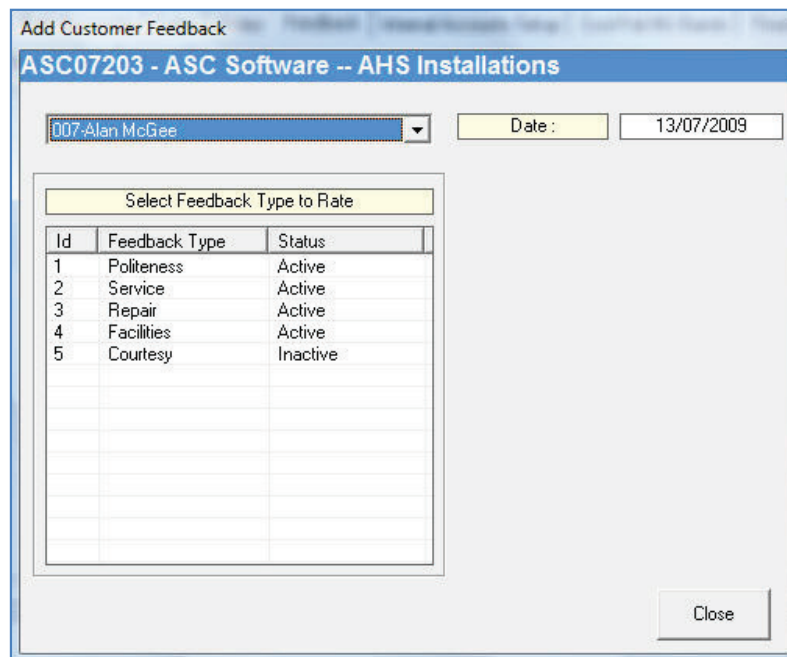 Add Customer Feedback
ASC07203 - ASC Software -- AHS Installations
007-Alan McGee Date : 13/07/2009
Select Feedback Type to Rate
Id Feedback Type Status
1 Politeness Active
2 Service Active
3 Repair Active
4 Facilities Active
5 Courtesy Inactive
Close